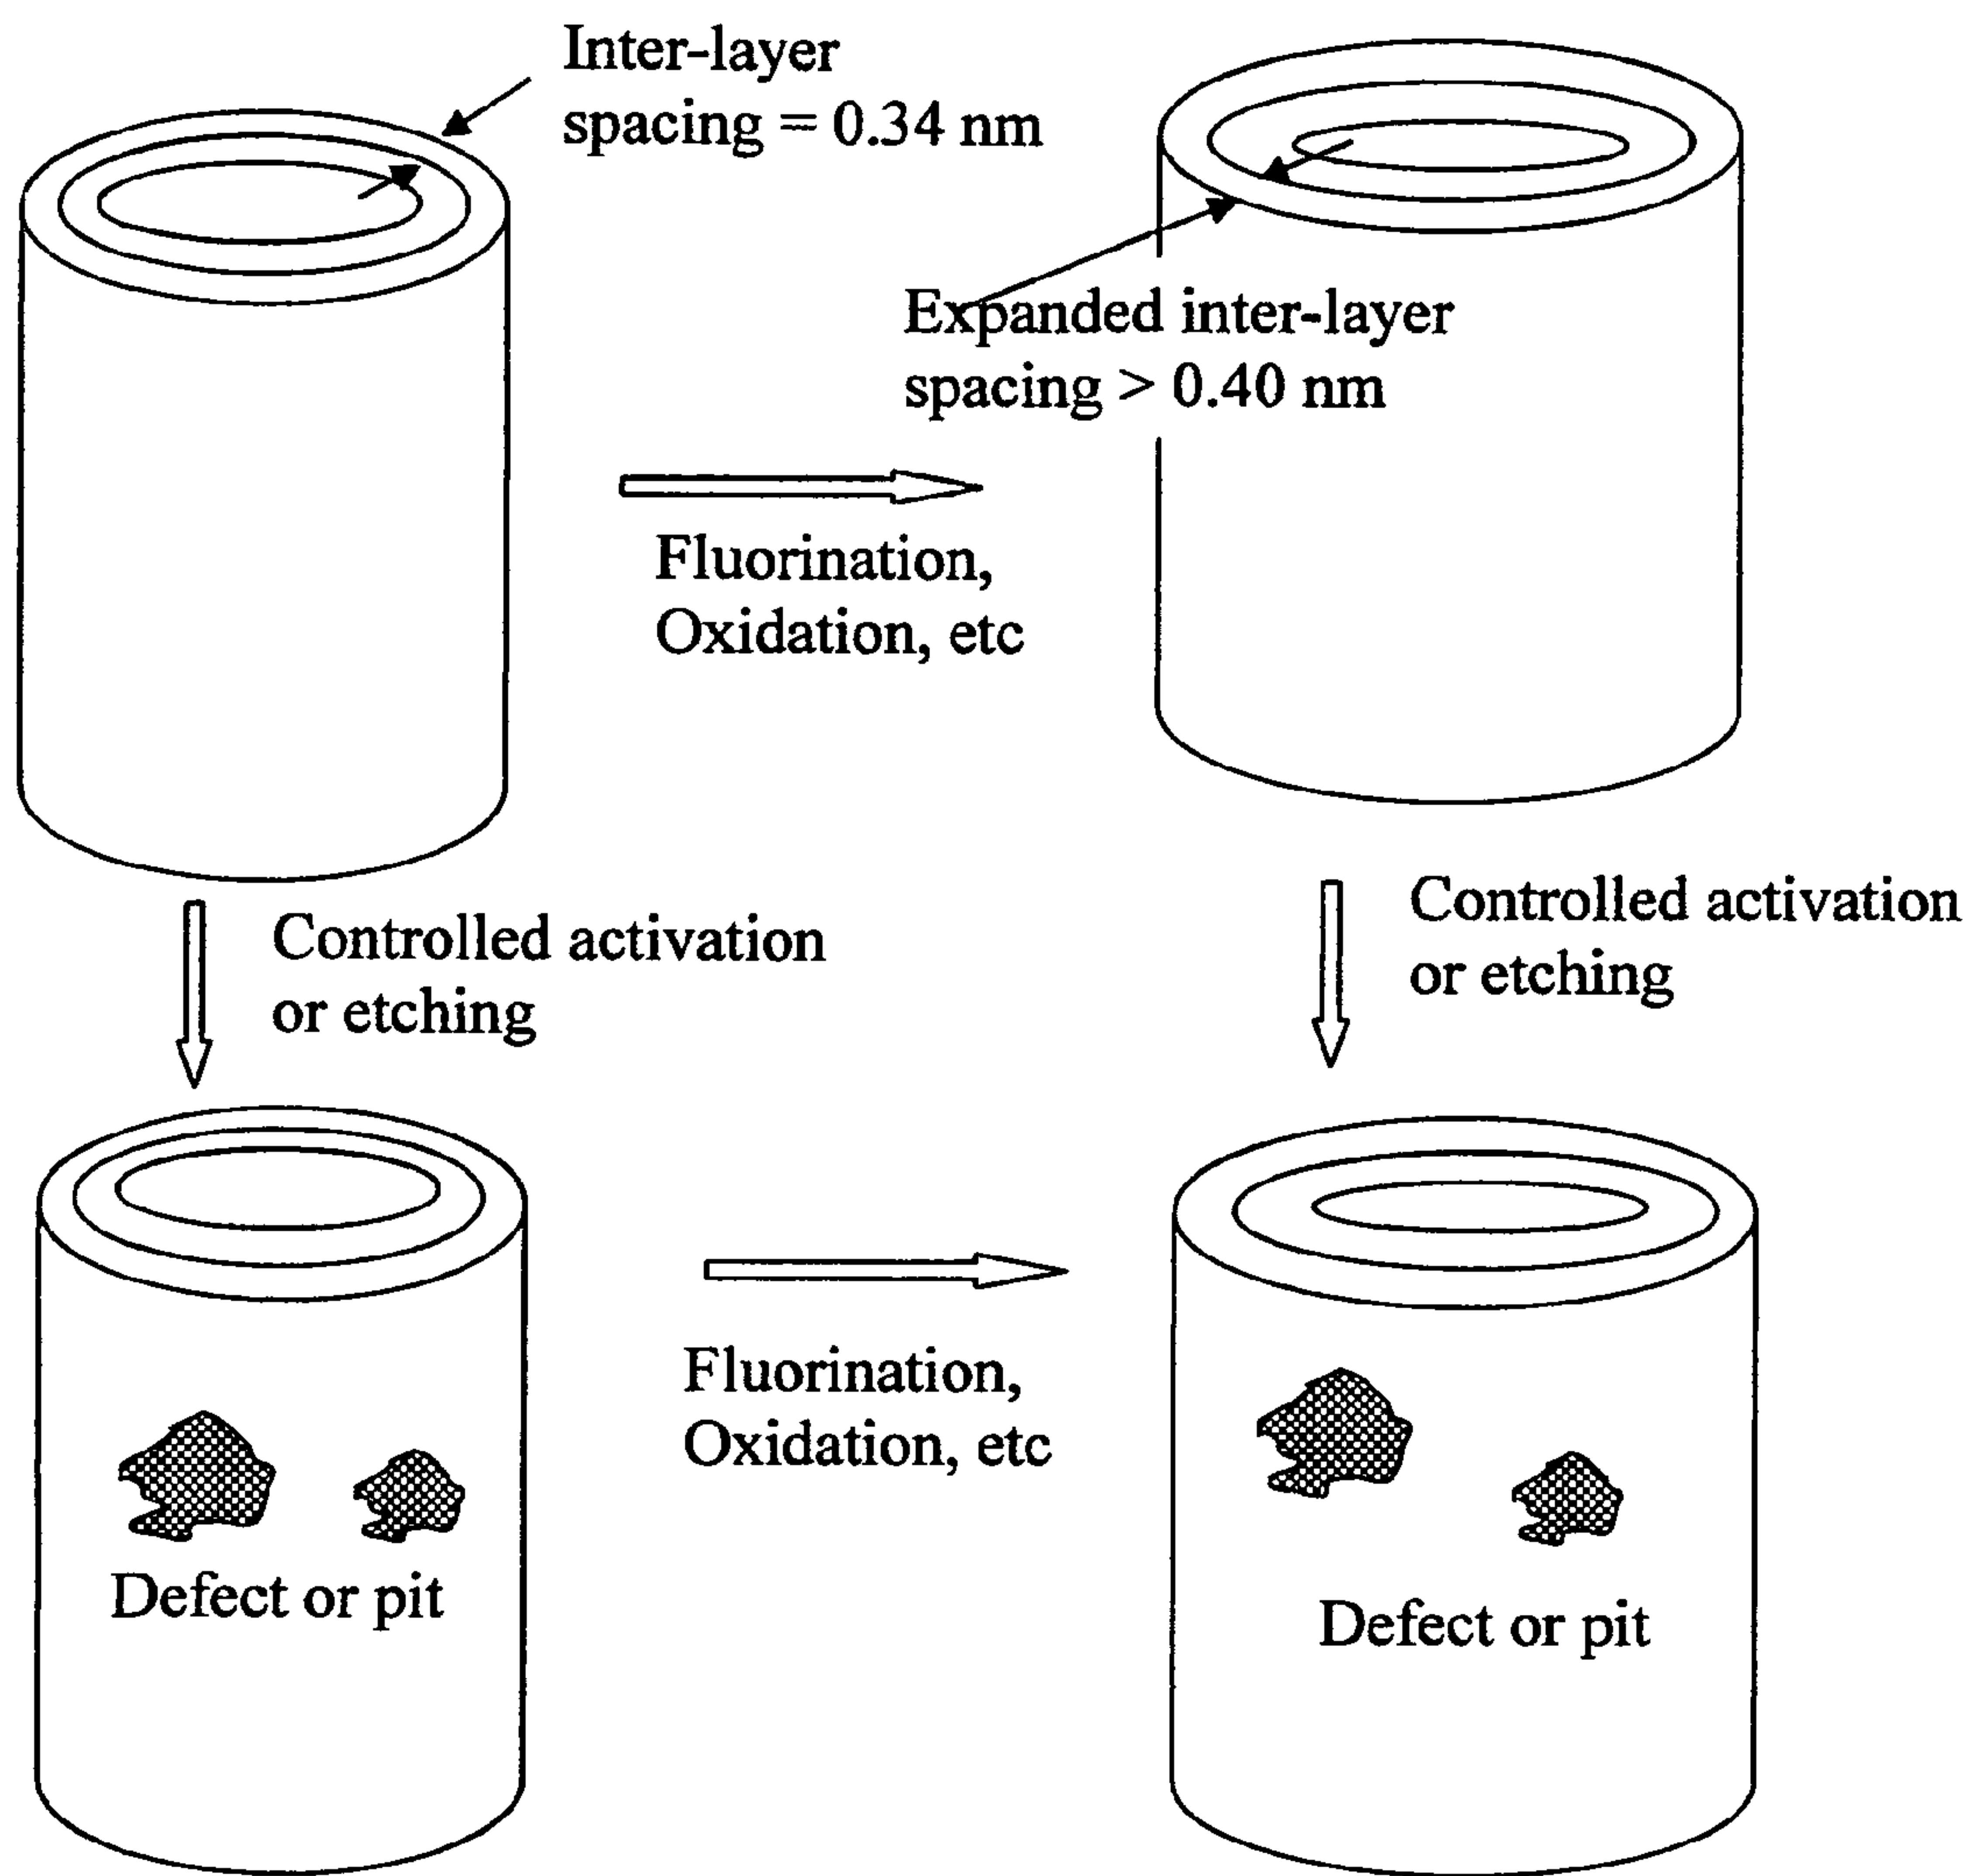 Inter-layer
spacing = 0.34 nm
Expanded inter-layer
spacing > 0.40 nm
Fluorination,
Oxidation, etc
Controlled activation
or etching
Controlled activation
or etching
Fluorination,
Oxidation, etc
Defect or pit
Defect or pit